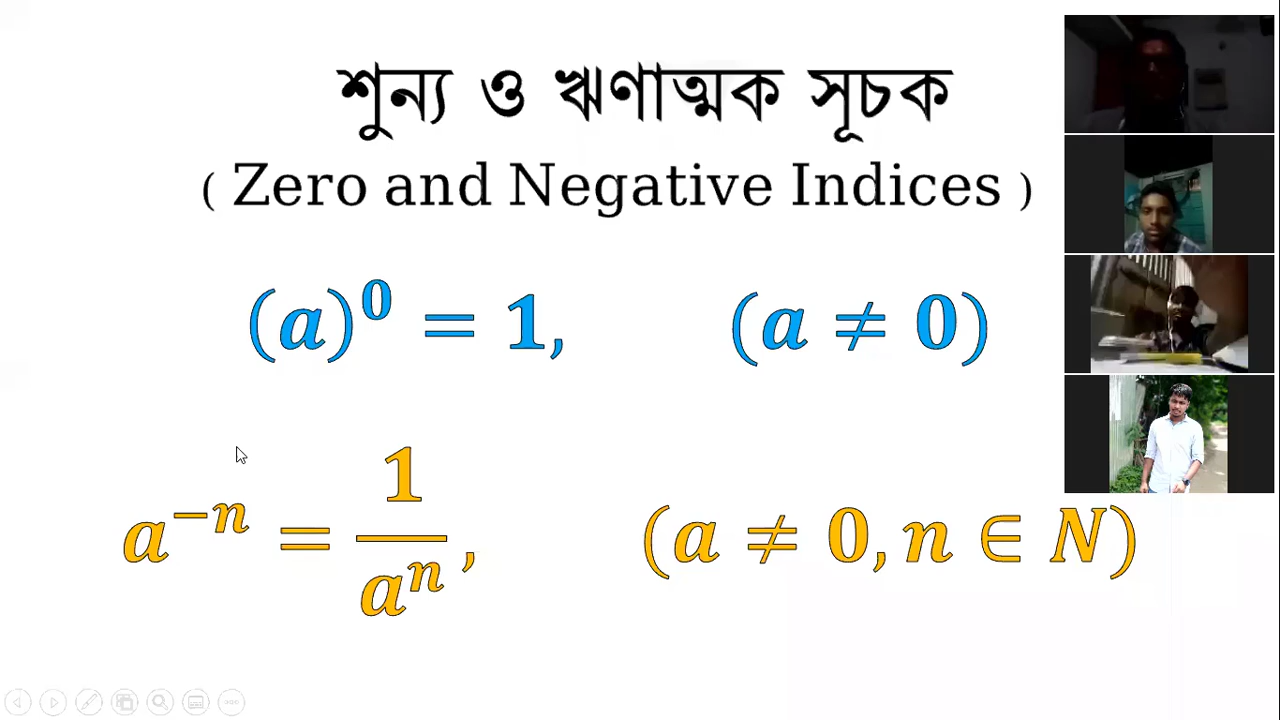 শুন্য ও ঋণাত্মক সূচক
( Zero and Negative Indices )
(a)⁰ = 1, (a ≠ 0)
a⁻ⁿ = 1/aⁿ, (a ≠ 0, n ∈ N)